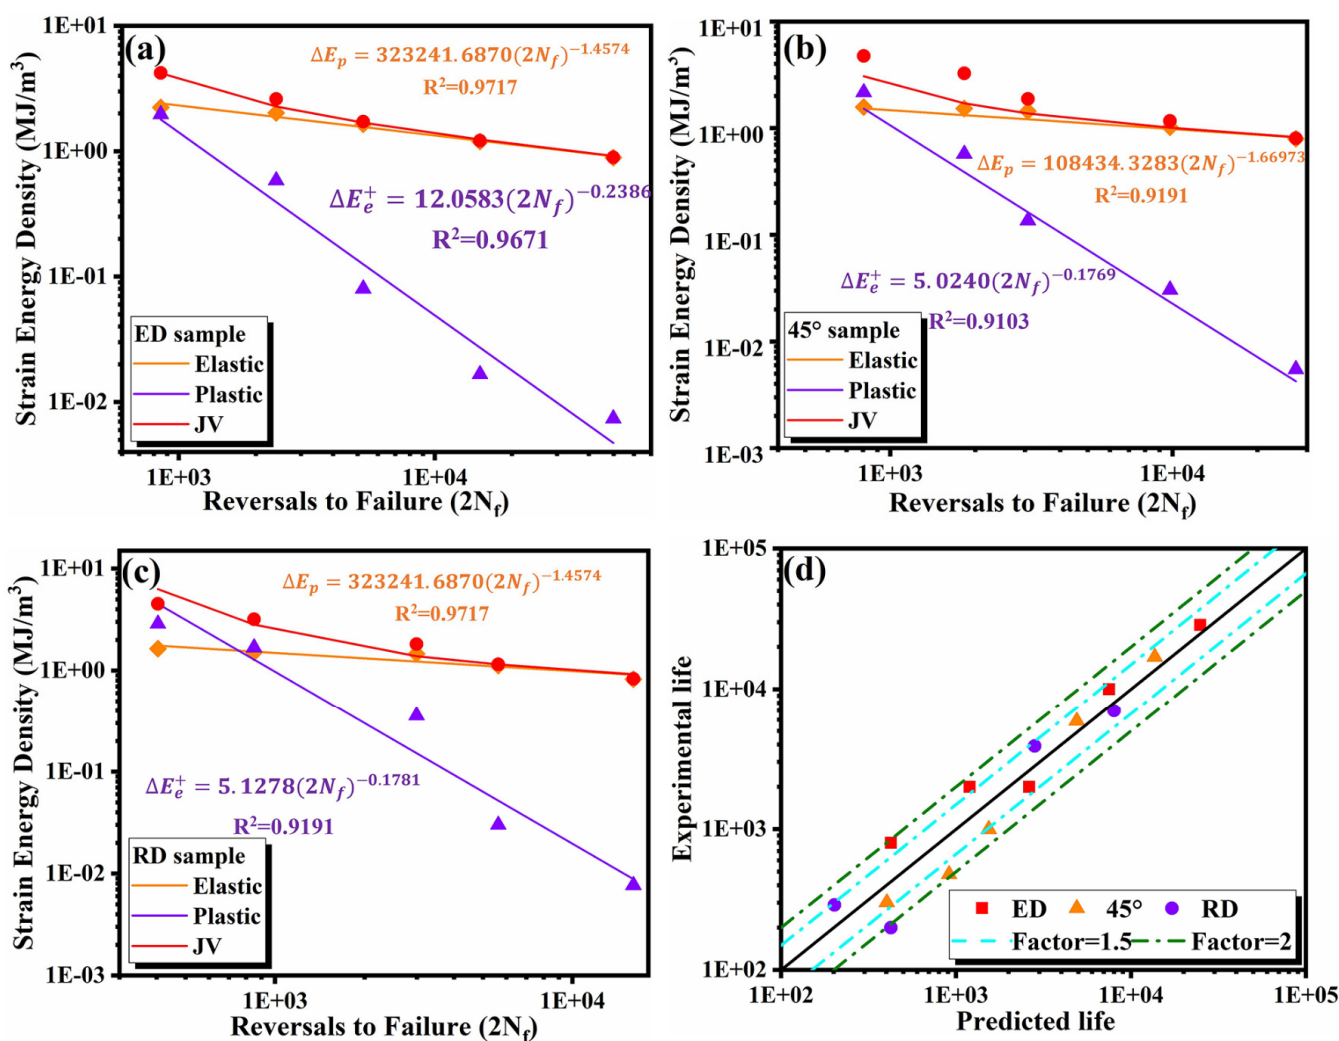 (a)
1E+01
1E+00
1E-01
1E-02
Strain Energy Density (MJ/m³)
ΔE_p = 323241.6870(2N_f)^−1.4574
R²=0.9717
ΔE_e^+ = 12.0583(2N_f)^−0.2386
R²=0.9671
ED sample
Elastic
Plastic
JV
1E+03 1E+04
Reversals to Failure (2N_f)
(b)
1E+01
1E+00
1E-01
1E-02
1E-03
Strain Energy Density (MJ/m³)
ΔE_p = 108434.3283(2N_f)^−1.66973
R²=0.9191
ΔE_e^+ = 5.0240(2N_f)^−0.1769
R²=0.9103
45° sample
Elastic
Plastic
JV
1E+03 1E+04
Reversals to Failure (2N_f)
(c)
1E+01
1E+00
1E-01
1E-02
1E-03
Strain Energy Density (MJ/m³)
ΔE_p = 323241.6870(2N_f)^−1.4574
R²=0.9717
ΔE_e^+ = 5.1278(2N_f)^−0.1781
R²=0.9191
RD sample
Elastic
Plastic
JV
1E+03 1E+04
Reversals to Failure (2N_f)
(d)
1E+05
1E+04
1E+03
1E+02
Experimental life
ED 45° RD
Factor=1.5 Factor=2
1E+02 1E+03 1E+04 1E+05
Predicted life